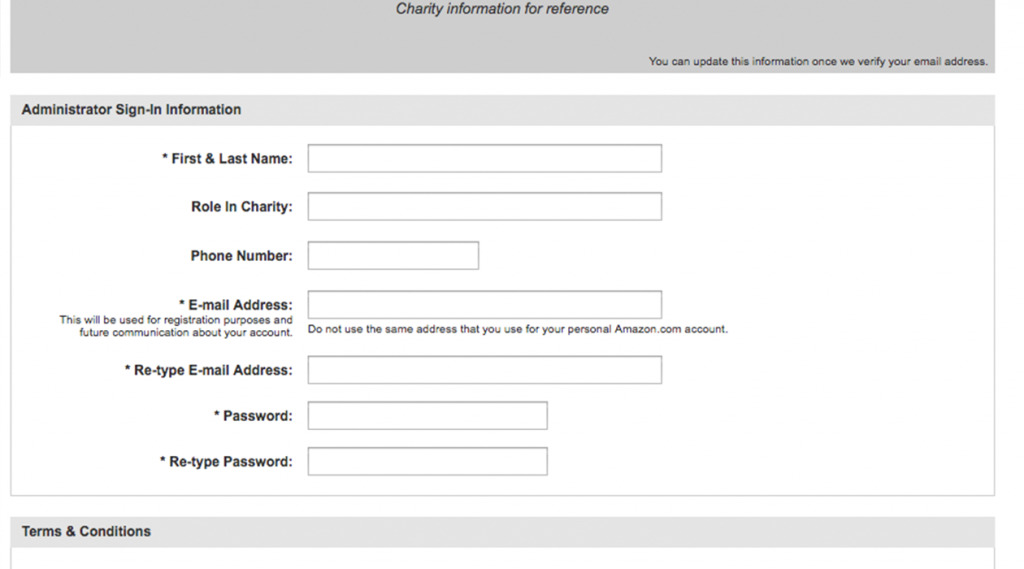 Charity information for reference
You can update this information once we verify your email address.
Administrator Sign-In Information
* First & Last Name:
Role In Charity:
Phone Number:
* E-mail Address:
This will be used for registration purposes and
future communication about your account.
Do not use the same address that you use for your personal Amazon.com account.
* Re-type E-mail Address:
* Password:
* Re-type Password:
Terms & Conditions